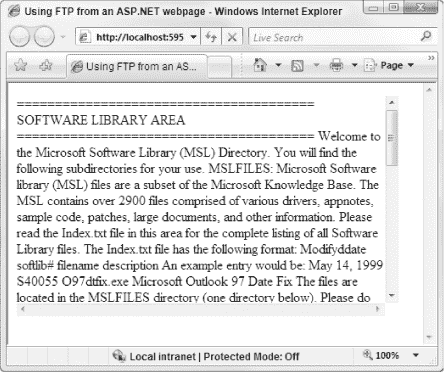 Using FTP from an ASP.NET webpage - Windows Internet Explorer
http://localhost:595
Live Search
Using FTP from an AS...
Page
=====================================
SOFTWARE LIBRARY AREA
===================================== Welcome to
the Microsoft Software Library (MSL) Directory. You will find the
following subdirectories for your use. MSLFILES: Microsoft Software
library (MSL) files are a subset of the Microsoft Knowledge Base. The
MSL contains over 2900 files comprised of various drivers, appnotes,
sample code, patches, large documents, and other information. Please
read the Index.txt file in this area for the complete listing of all Software
Library files. The Index.txt file has the following format: Modifyddate
softlib# filename description An example entry would be: May 14, 1999
S40055 O97dtfix.exe Microsoft Outlook 97 Date Fix The files are
located in the MSLFILES directory (one directory below). Please do
Local intranet | Protected Mode: Off
100%